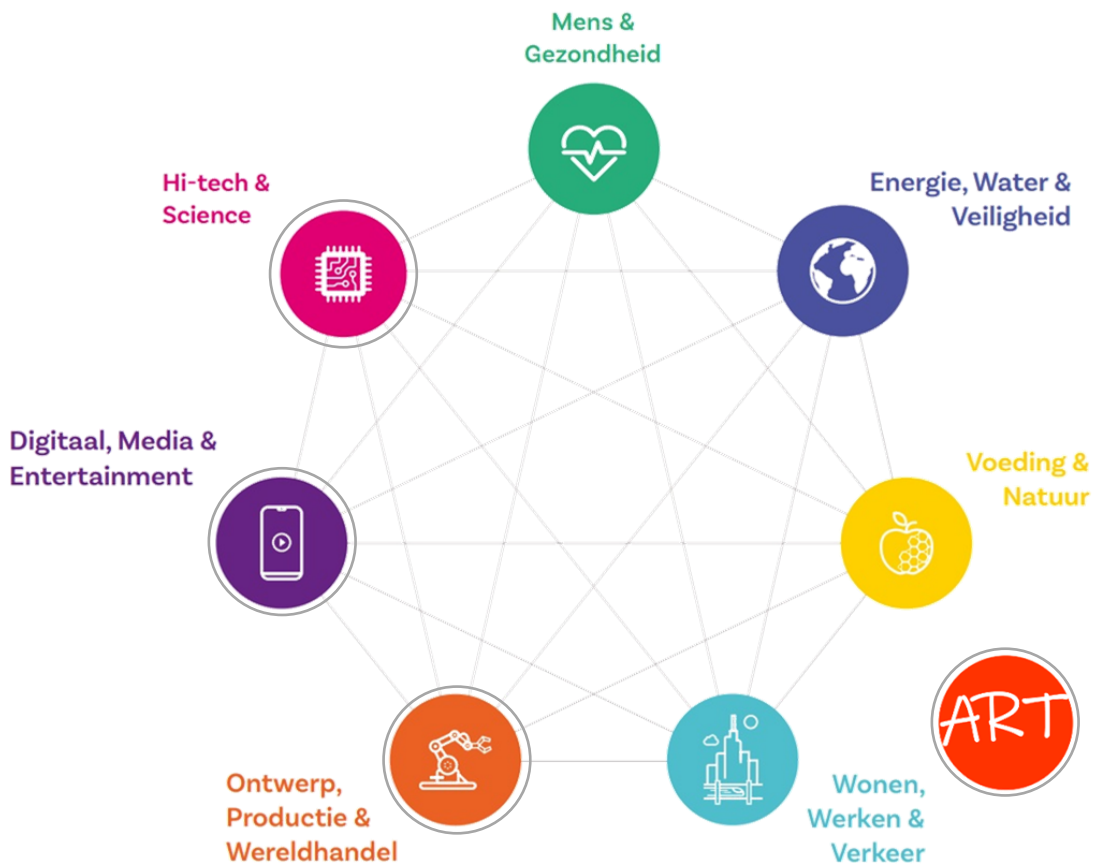 Mens &
Gezondheid
Hi-tech &
Science
Energie, Water &
Veiligheid
Digitaal, Media &
Entertainment
Voeding &
Natuur
ART
Ontwerp,
Productie &
Wereldhandel
Wonen,
Werken &
Verkeer